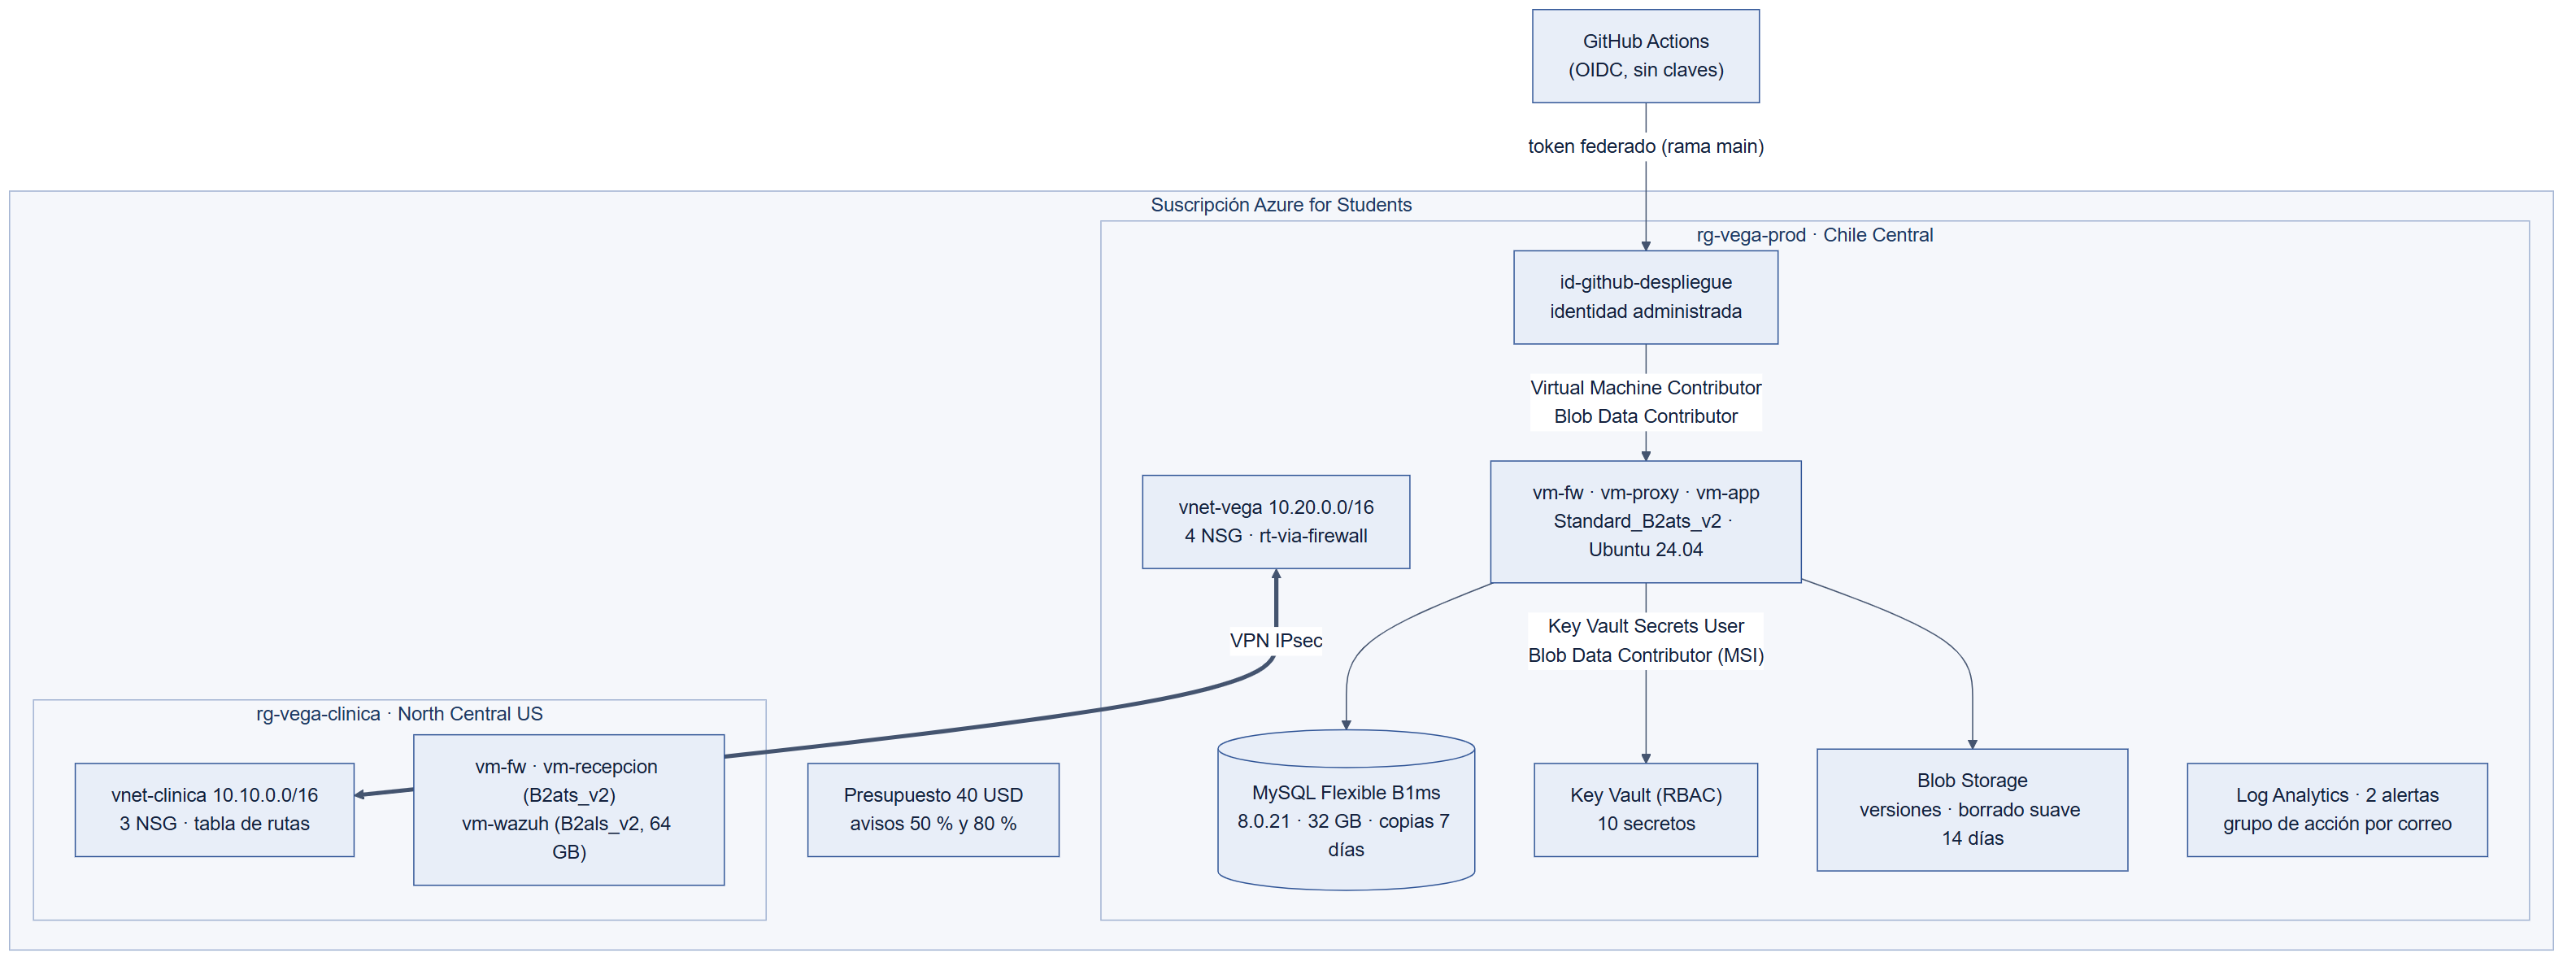 GitHub Actions
(OIDC, sin claves)
token federado (rama main)
Suscripción Azure for Students
rg-vega-prod · Chile Central
id-github-despliegue
identidad administrada
Virtual Machine Contributor
Blob Data Contributor
vnet-vega 10.20.0.0/16
4 NSG · rt-via-firewall
vm-fw · vm-proxy · vm-app
Standard_B2ats_v2 ·
Ubuntu 24.04
VPN IPsec
Key Vault Secrets User
Blob Data Contributor (MSI)
rg-vega-clinica · North Central US
vnet-clinica 10.10.0.0/16
3 NSG · tabla de rutas
vm-fw · vm-recepcion
(B2ats_v2)
vm-wazuh (B2als_v2, 64
GB)
Presupuesto 40 USD
avisos 50 % y 80 %
MySQL Flexible B1ms
8.0.21 · 32 GB · copias 7
días
Key Vault (RBAC)
10 secretos
Blob Storage
versiones · borrado suave
14 días
Log Analytics · 2 alertas
grupo de acción por correo